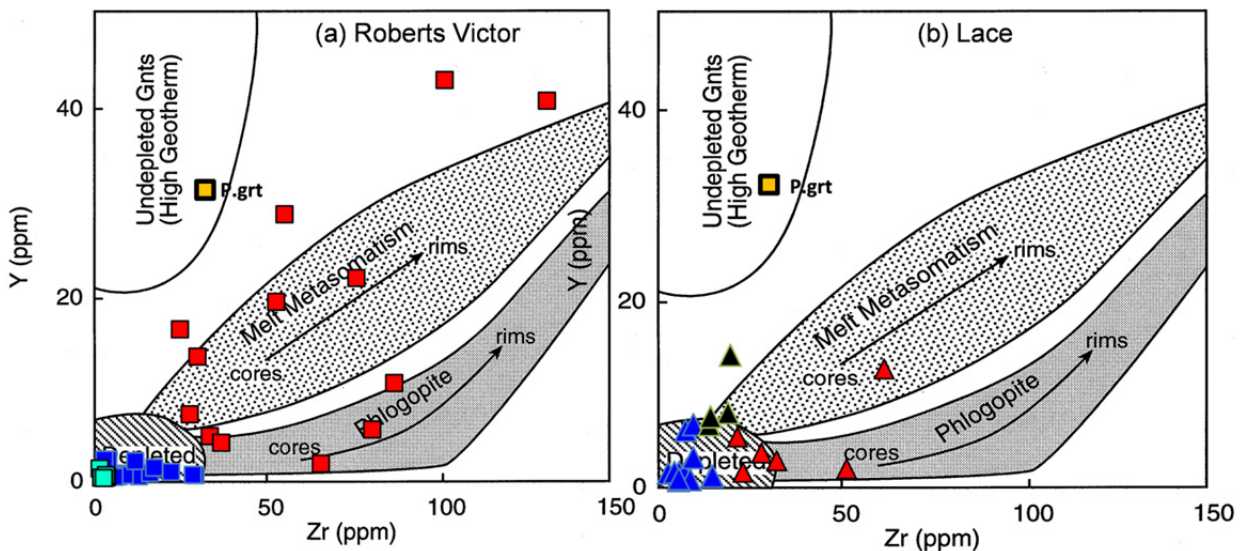 (a) Roberts Victor
Undepleted Gnts
(High Geotherm)
P.grt
Melt Metasomatism
rims
cores
Phlogopite
rims
cores
Depleted
Y (ppm)
40
20
0
0
50
100
150
Zr (ppm)
(b) Lace
Undepleted Gnts
(High Geotherm)
P.grt
Melt Metasomatism
rims
cores
Phlogopite
rims
cores
Depleted
Y (ppm)
40
20
0
0
50
100
150
Zr (ppm)